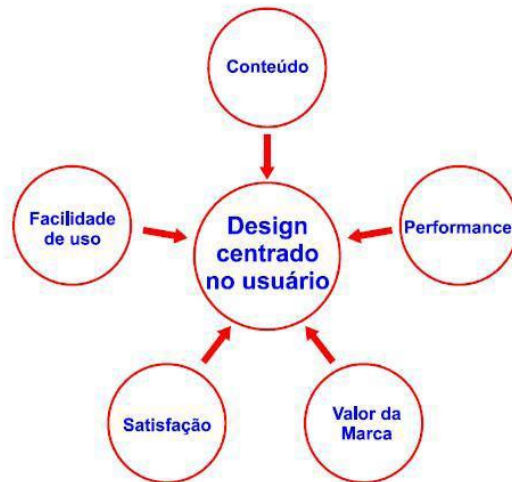 Conteúdo
Facilidade
de uso
Design
centrado
no usuário
Performance
Satisfação
Valor da
Marca